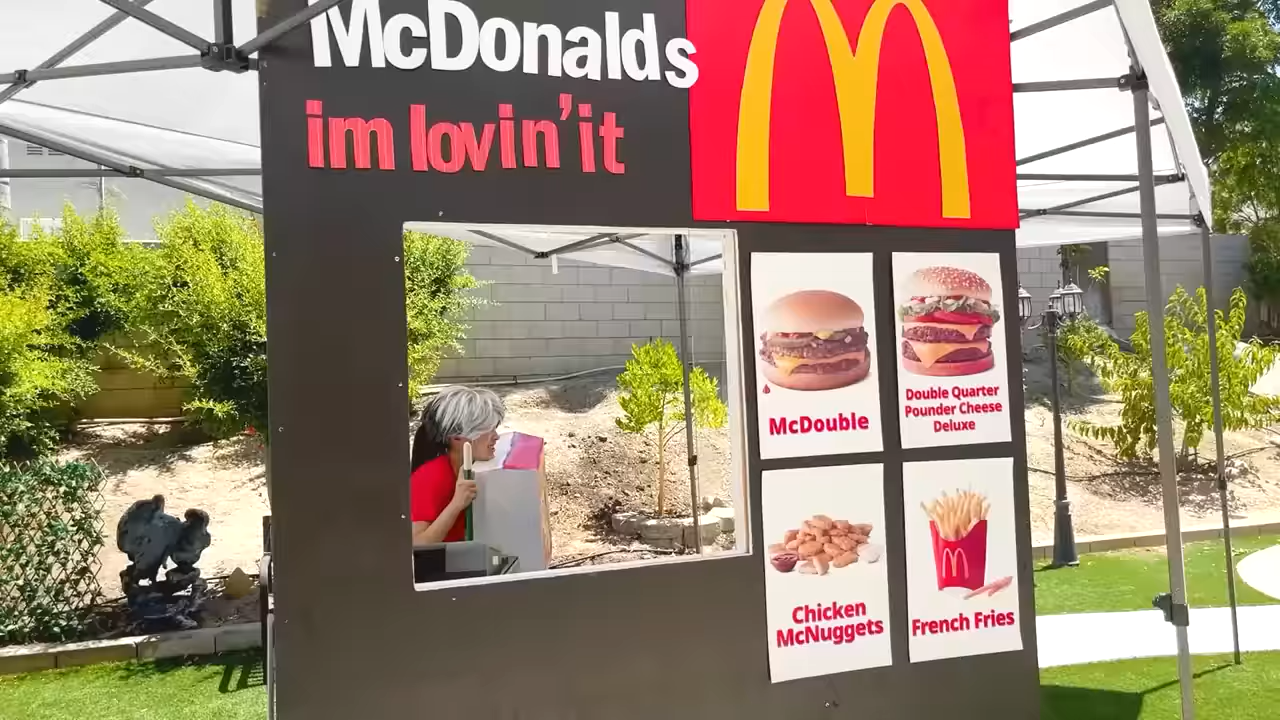 McDonalds
im lovin' it
McDouble
Double Quarter
Pounder Cheese
Deluxe
Chicken
McNuggets
French Fries